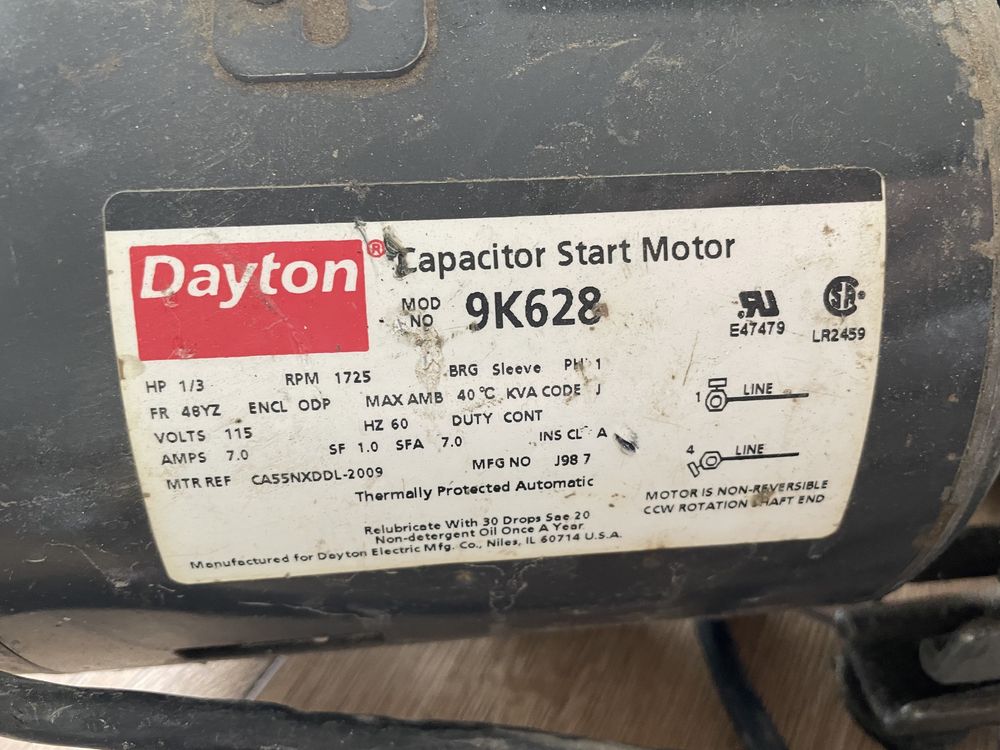 Dayton® Capacitor Start Motor
MOD NO 9K628
E47479 LR2459
HP 1/3 RPM 1725 BRG Sleeve PH 1
FR 48YZ ENCL ODP MAX AMB 40 °C KVA CODE J
VOLTS 115 HZ 60 DUTY CONT
AMPS 7.0 SF 1.0 SFA 7.0 INS CL A
MTR REF CA55NXDDL-2009 MFG NO J98 7
Thermally Protected Automatic
1 LINE
4 LINE
MOTOR IS NON-REVERSIBLE
CCW ROTATION SHAFT END
Relubricate With 30 Drops Sae 20
Non-detergent Oil Once A Year
Manufactured for Dayton Electric Mfg. Co., Niles, IL 60714 U.S.A.